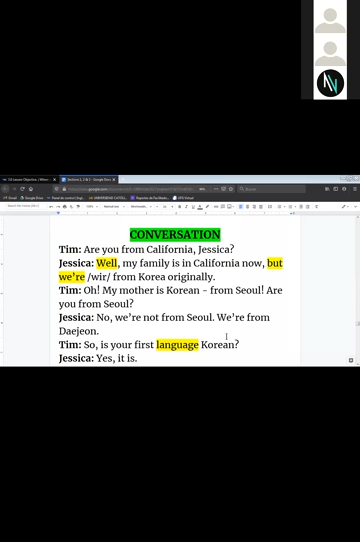 CONVERSATION
Tim: Are you from California, Jessica?
Jessica: Well, my family is in California now, but
we're /wir/ from Korea originally.
Tim: Oh! My mother is Korean - from Seoul! Are
you from Seoul?
Jessica: No, we're not from Seoul. We're from
Daejeon.
Tim: So, is your first language Korean?
Jessica: Yes, it is.